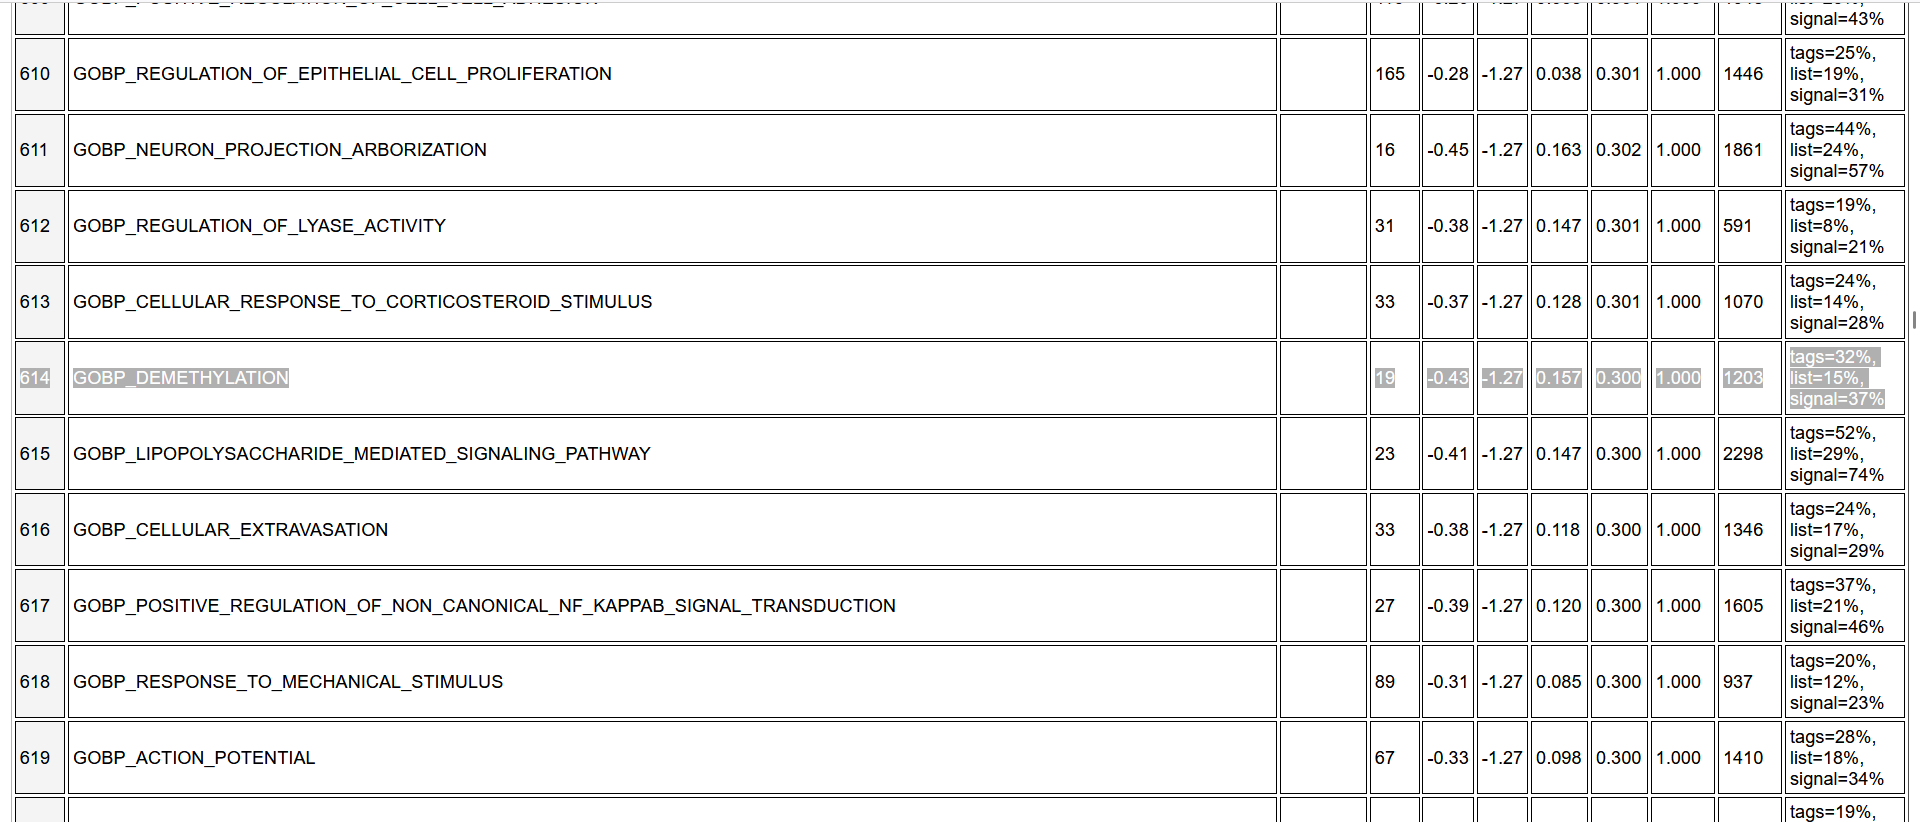 signal=43%
610 GOBP_REGULATION_OF_EPITHELIAL_CELL_PROLIFERATION 165 -0.28 -1.27 0.038 0.301 1.000 1446 tags=25%,
list=19%,
signal=31%
611 GOBP_NEURON_PROJECTION_ARBORIZATION 16 -0.45 -1.27 0.163 0.302 1.000 1861 tags=44%,
list=24%,
signal=57%
612 GOBP_REGULATION_OF_LYASE_ACTIVITY 31 -0.38 -1.27 0.147 0.301 1.000 591 tags=19%,
list=8%,
signal=21%
613 GOBP_CELLULAR_RESPONSE_TO_CORTICOSTEROID_STIMULUS 33 -0.37 -1.27 0.128 0.301 1.000 1070 tags=24%,
list=14%,
signal=28%
614 GOBP_DEMETHYLATION 19 -0.43 -1.27 0.157 0.300 1.000 1203 tags=32%,
list=15%,
signal=37%
615 GOBP_LIPOPOLYSACCHARIDE_MEDIATED_SIGNALING_PATHWAY 23 -0.41 -1.27 0.147 0.300 1.000 2298 tags=52%,
list=29%,
signal=74%
616 GOBP_CELLULAR_EXTRAVASATION 33 -0.38 -1.27 0.118 0.300 1.000 1346 tags=24%,
list=17%,
signal=29%
617 GOBP_POSITIVE_REGULATION_OF_NON_CANONICAL_NF_KAPPAB_SIGNAL_TRANSDUCTION 27 -0.39 -1.27 0.120 0.300 1.000 1605 tags=37%,
list=21%,
signal=46%
618 GOBP_RESPONSE_TO_MECHANICAL_STIMULUS 89 -0.31 -1.27 0.085 0.300 1.000 937 tags=20%,
list=12%,
signal=23%
619 GOBP_ACTION_POTENTIAL 67 -0.33 -1.27 0.098 0.300 1.000 1410 tags=28%,
list=18%,
signal=34%
tags=19%,